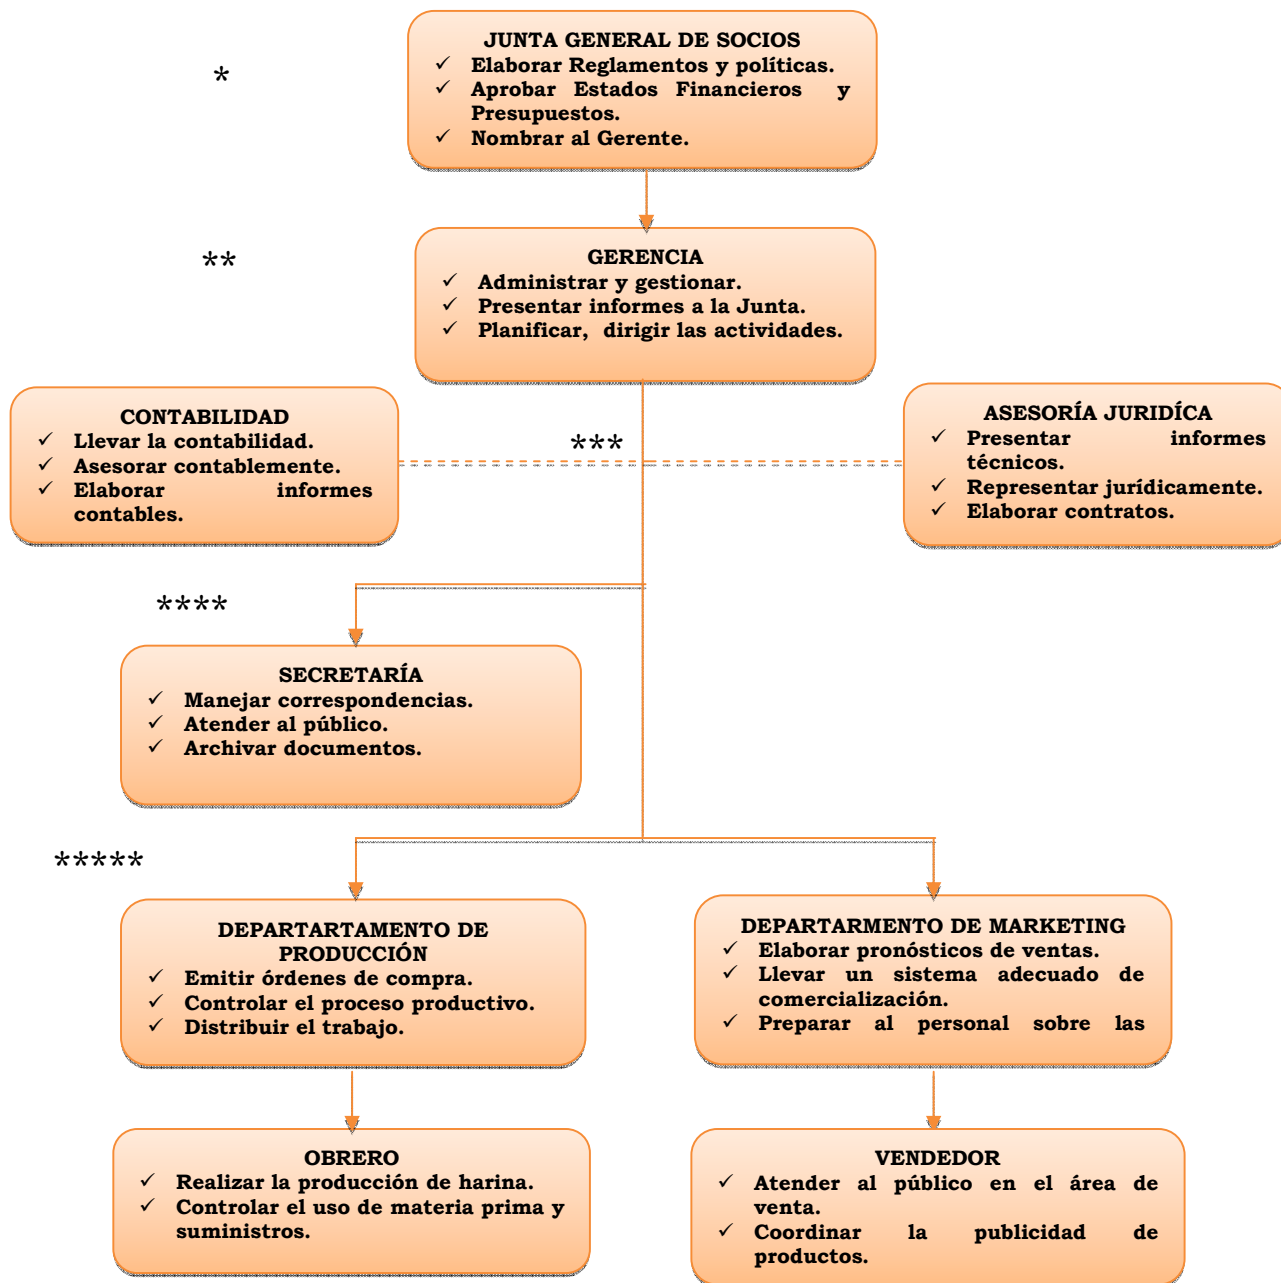 JUNTA GENERAL DE SOCIOS
✓ Elaborar Reglamentos y políticas.
✓ Aprobar Estados Financieros y
Presupuestos.
✓ Nombrar al Gerente.
*
GERENCIA
✓ Administrar y gestionar.
✓ Presentar informes a la Junta.
✓ Planificar, dirigir las actividades.
**
CONTABILIDAD
✓ Llevar la contabilidad.
✓ Asesorar contablemente.
✓ Elaborar informes
contables.
***
ASESORÍA JURIDÍCA
✓ Presentar informes
técnicos.
✓ Representar jurídicamente.
✓ Elaborar contratos.
****
SECRETARÍA
✓ Manejar correspondencias.
✓ Atender al público.
✓ Archivar documentos.
*****
DEPARTARTAMENTO DE
PRODUCCIÓN
✓ Emitir órdenes de compra.
✓ Controlar el proceso productivo.
✓ Distribuir el trabajo.
DEPARTARMENTO DE MARKETING
✓ Elaborar pronósticos de ventas.
✓ Llevar un sistema adecuado de
comercialización.
✓ Preparar al personal sobre las
OBRERO
✓ Realizar la producción de harina.
✓ Controlar el uso de materia prima y
suministros.
VENDEDOR
✓ Atender al público en el área de
venta.
✓ Coordinar la publicidad de
productos.